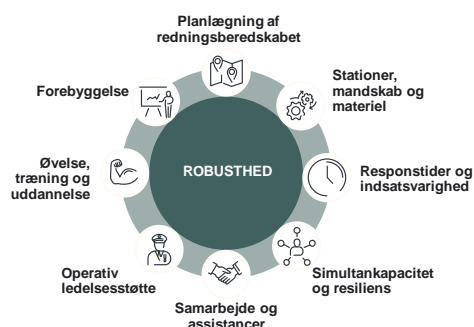 Planlægning af
redningsberedskabet
Stationer,
mandskab og
materiel
Responstider og
indsatsvarighed
Simultankapacitet
og resiliens
Samarbejde og
assistancer
Operativ
ledelsesstøtte
Øvelse,
træning og
uddannelse
Forebyggelse
ROBUSTHED